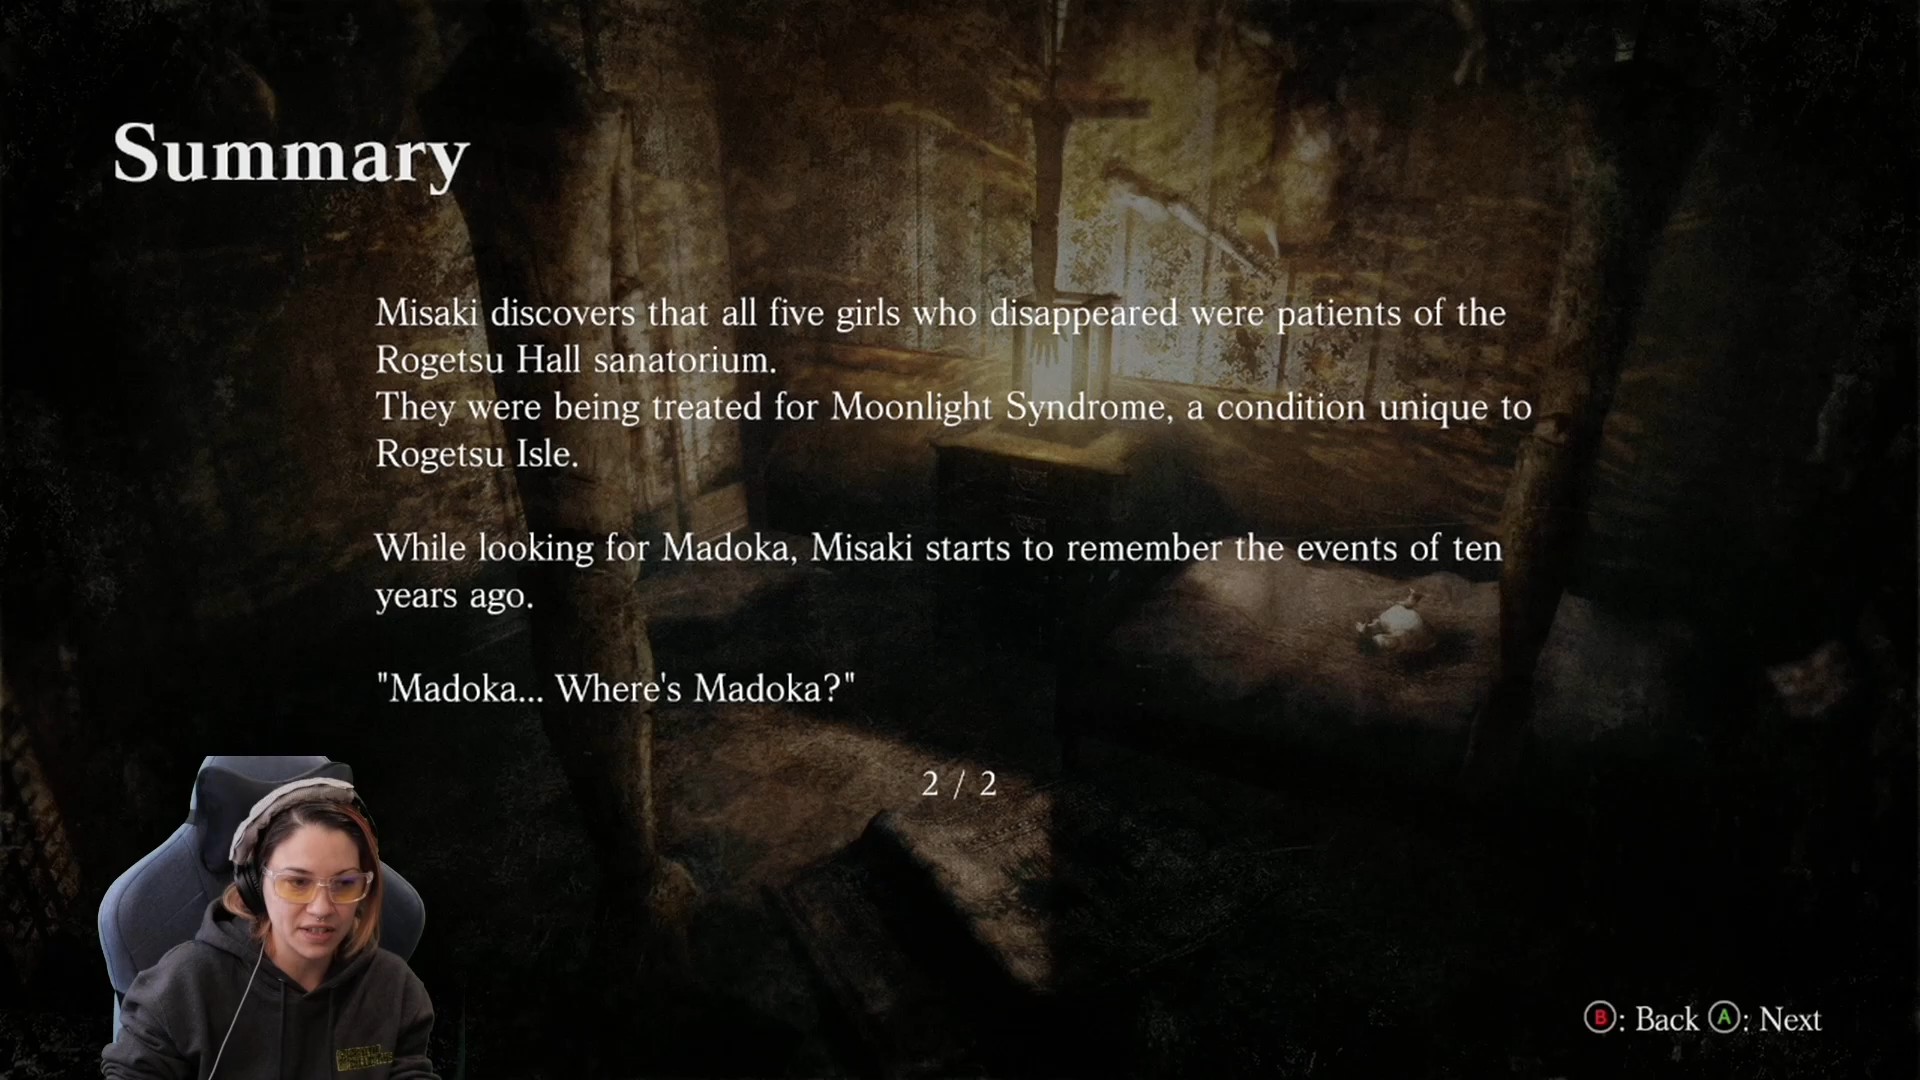 Summary
Misaki discovers that all five girls who disappeared were patients of the
Rogetsu Hall sanatorium.
They were being treated for Moonlight Syndrome, a condition unique to
Rogetsu Isle.
While looking for Madoka, Misaki starts to remember the events of ten
years ago.
"Madoka... Where's Madoka?"
2 / 2
B: Back A: Next